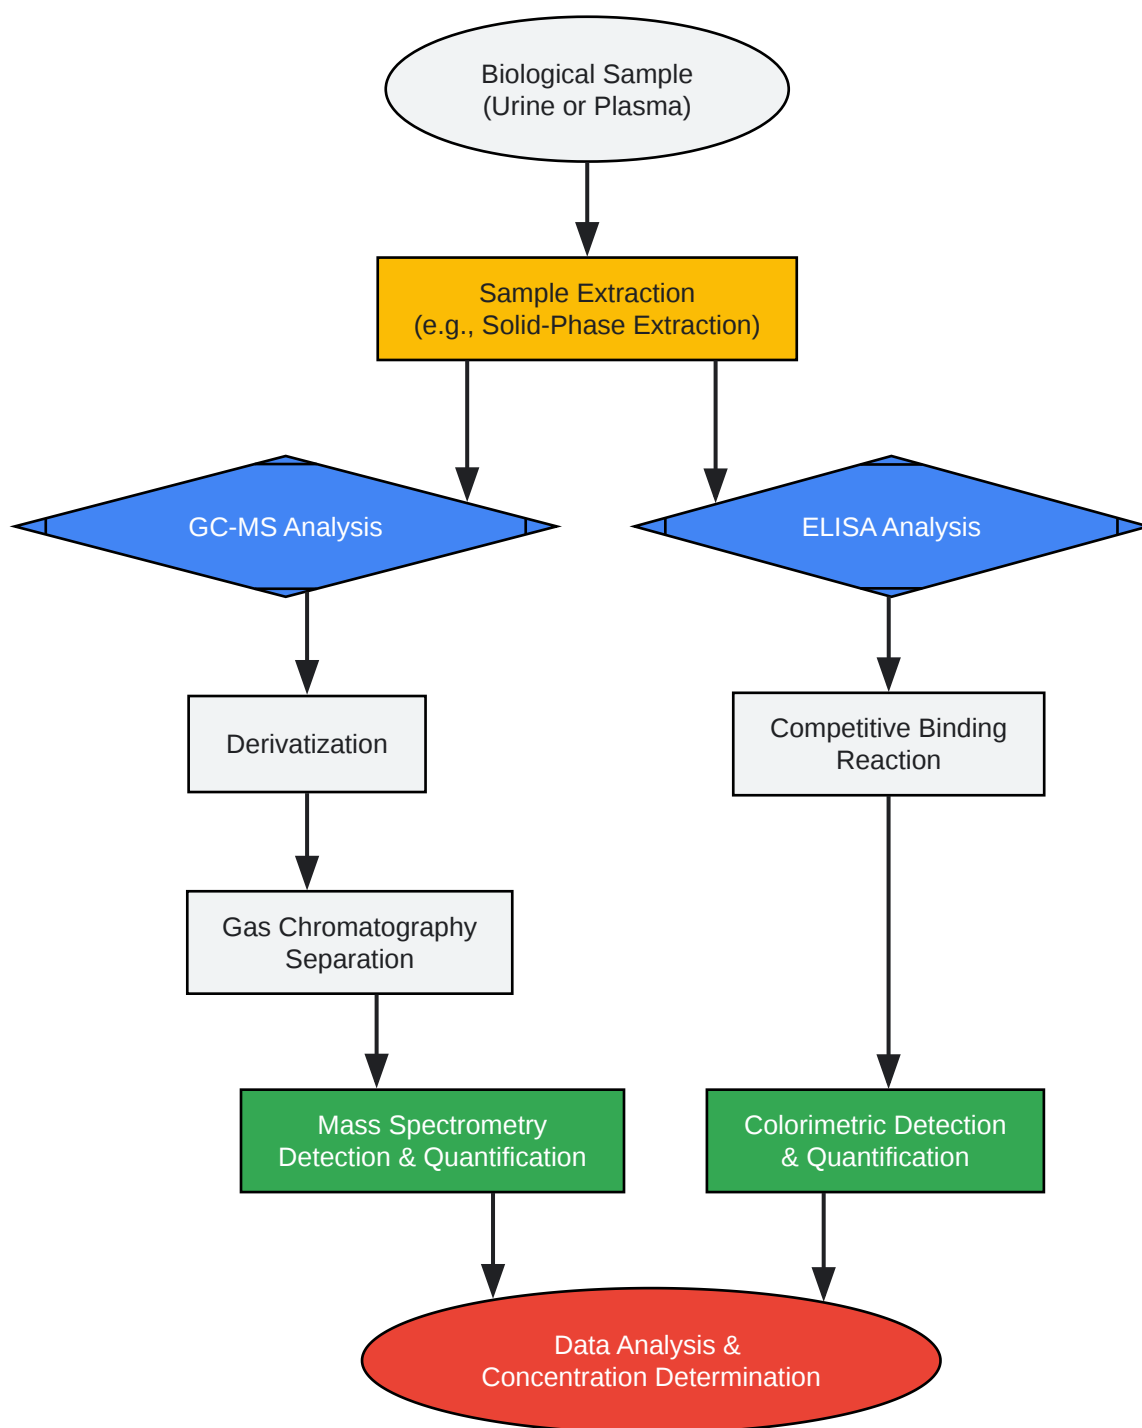 Biological Sample
(Urine or Plasma)
Sample Extraction
(e.g., Solid-Phase Extraction)
GC-MS Analysis
ELISA Analysis
Derivatization
Competitive Binding
Reaction
Gas Chromatography
Separation
Mass Spectrometry
Detection & Quantification
Colorimetric Detection
& Quantification
Data Analysis &
Concentration Determination